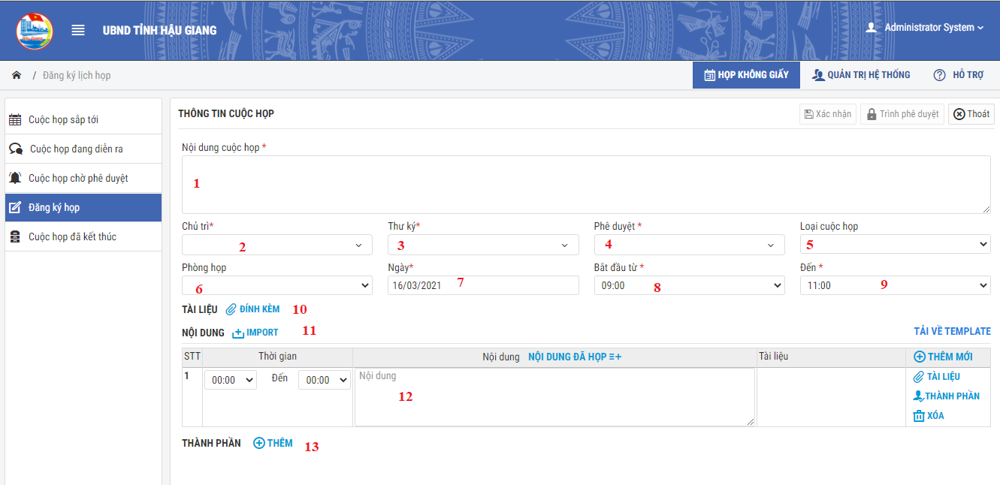 UBND TỈNH HẬU GIANG
Administrator System
/ Đăng ký lịch họp
HỌP KHÔNG GIẤY
QUẢN TRỊ HỆ THỐNG
HỖ TRỢ
Cuộc họp sắp tới
Cuộc họp đang diễn ra
Cuộc họp chờ phê duyệt
Đăng ký họp
Cuộc họp đã kết thúc
THÔNG TIN CUỘC HỌP
Xác nhận
Trình phê duyệt
Thoát
Nội dung cuộc họp *
1
Chủ trì* Thư ký* Phê duyệt * Loại cuộc họp
2 3 4 5
Phòng họp Ngày* Bắt đầu từ * Đến *
6 16/03/2021 7 09:00 8 11:00 9
TÀI LIỆU ĐÍNH KÈM 10
NỘI DUNG IMPORT 11 TẢI VỀ TEMPLATE
STT Thời gian Nội dung NỘI DUNG ĐÃ HỌP Tài liệu THÊM MỚI
1 00:00 Đến 00:00 Nội dung TÀI LIỆU
12 THÀNH PHẦN
XÓA
THÀNH PHẦN THÊM 13